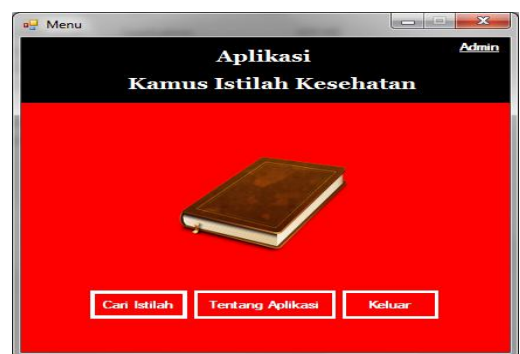 Menu
Admin
Aplikasi
Kamus Istilah Kesehatan
Cari Istilah
Tentang Aplikasi
Keluar